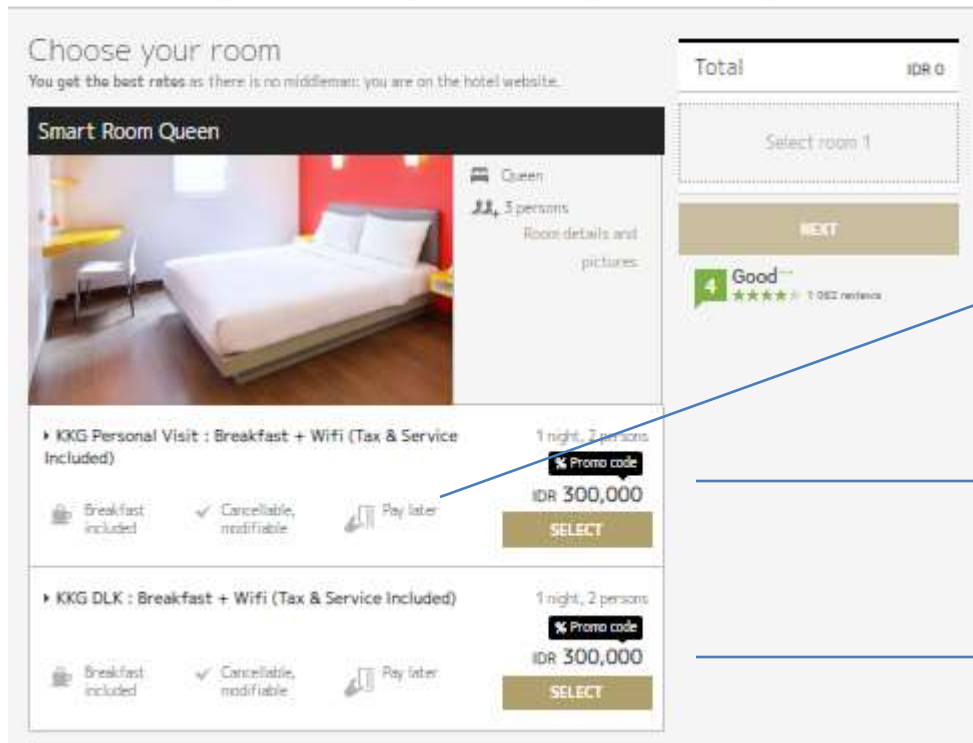 Choose your room
You get the best rates as there is no middleman: you are on the hotel website.
Smart Room Queen
Queen
3 persons
Room details and
pictures
KKG Personal Visit : Breakfast + Wifi (Tax & Service
Included)
1 night, 2 persons
% Promo code
IDR 300,000
Breakfast
included
Cancellable,
modifiable
Pay later
SELECT
KKG DLK : Breakfast + Wifi (Tax & Service Included)
1 night, 2 persons
% Promo code
IDR 300,000
Breakfast
included
Cancellable,
modifiable
Pay later
SELECT
Total IDR 0
Select room 1
NEXT
4 Good
reviews